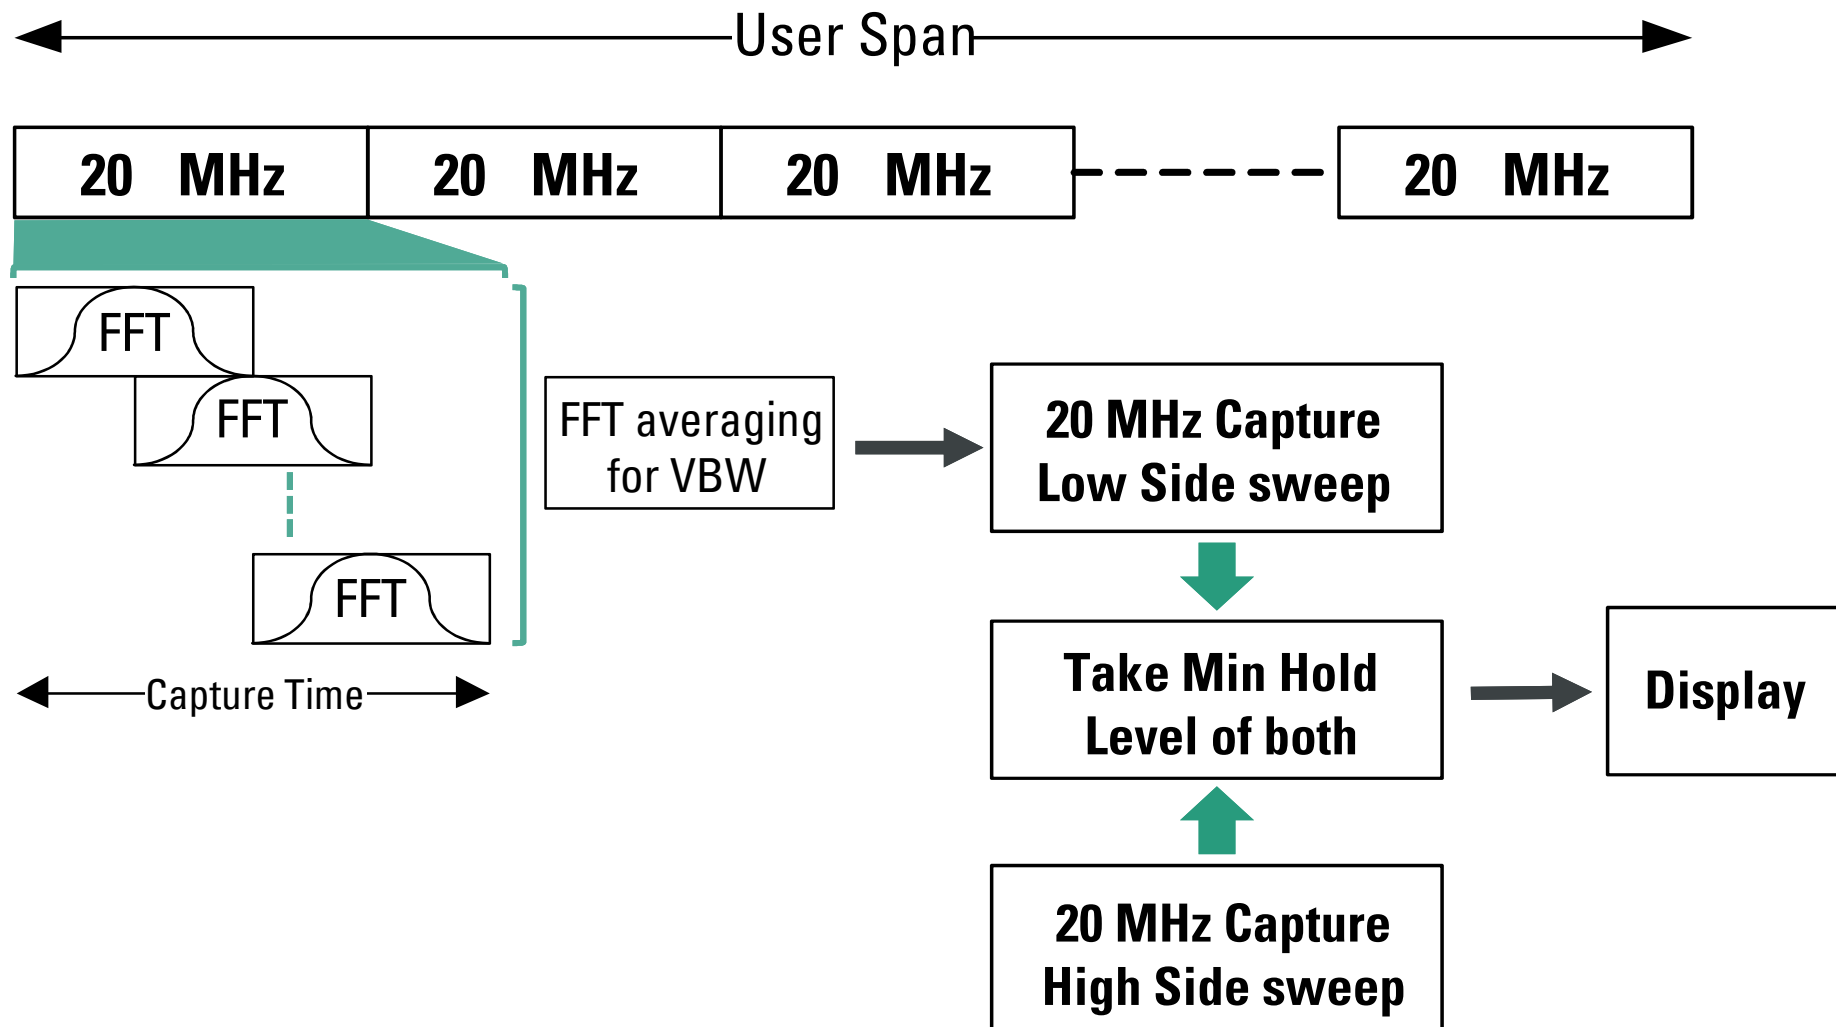 User Span
20 MHz
20 MHz
20 MHz
20 MHz
FFT
FFT
FFT
Capture Time
FFT averaging
for VBW
20 MHz Capture
Low Side sweep
Take Min Hold
Level of both
Display
20 MHz Capture
High Side sweep